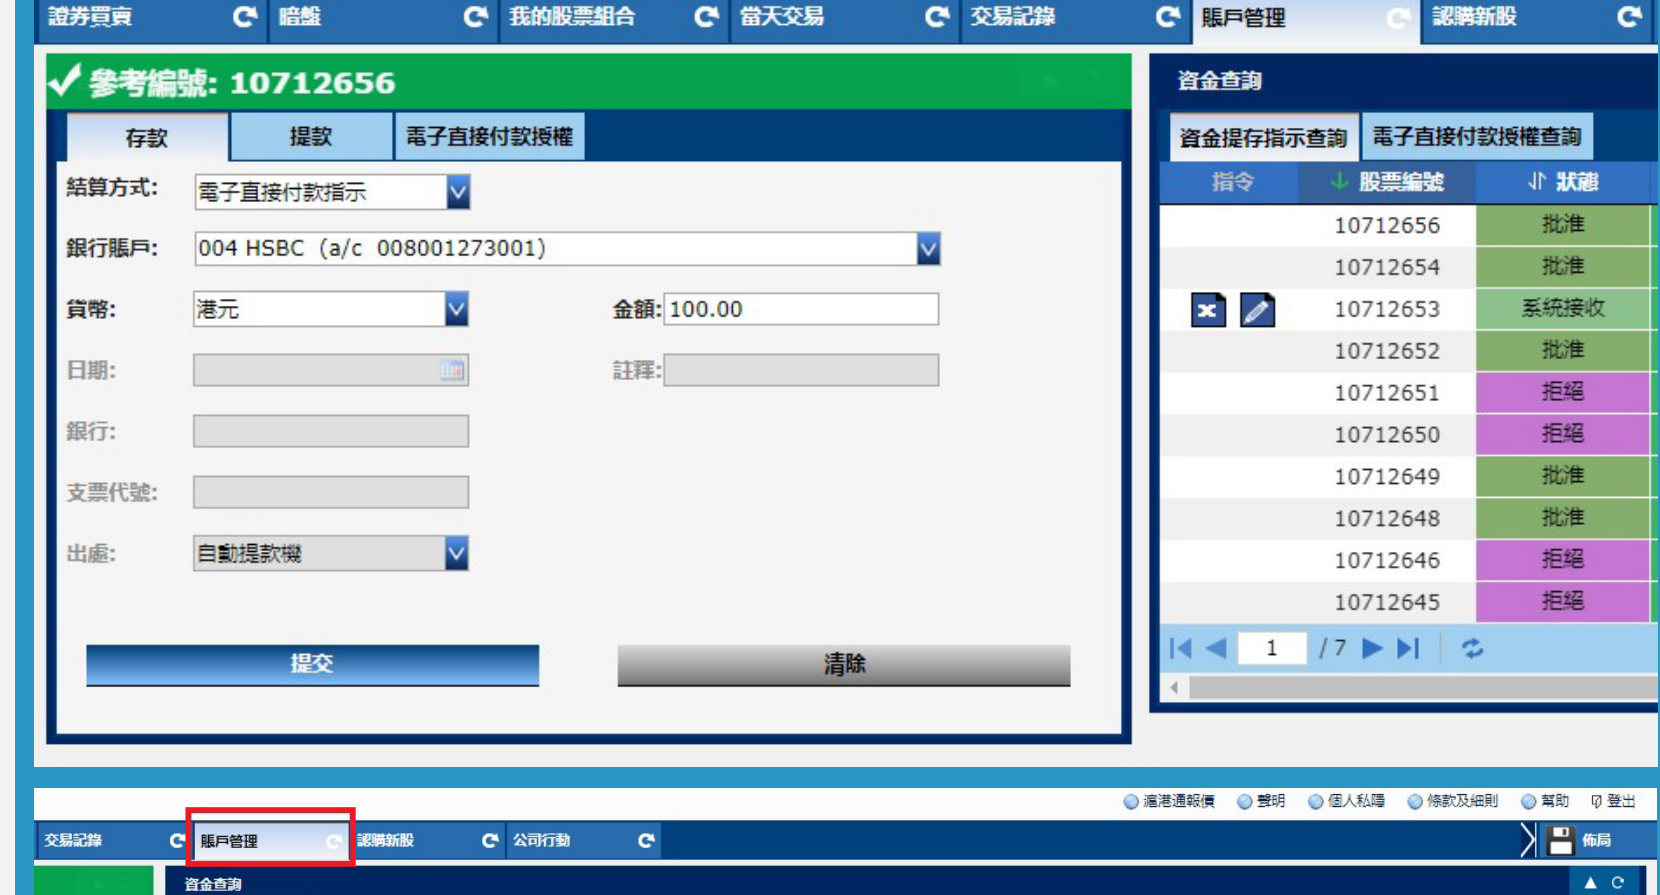 證券買賣 暗盤 我的股票組合 當天交易 交易記錄 賬戶管理 認購新股
參考編號: 10712656
存款 提款 電子直接付款授權
結算方式: 電子直接付款指示
銀行賬戶: 004 HSBC (a/c 008001273001)
貨幣: 港元 金額: 100.00
日期: 註釋:
銀行:
支票代號:
出處: 自動提款機
提交 清除
資金查詢
資金提存指示查詢 電子直接付款授權查詢
指令 股票編號 狀態
10712656 批准
10712654 批准
10712653 系統接收
10712652 批准
10712651 拒絕
10712650 拒絕
10712649 批准
10712648 批准
10712646 拒絕
10712645 拒絕
1 / 7
滬港通報價 聲明 個人私隱 條款及細則 幫助 登出
交易記錄 賬戶管理 認購新股 公司行動 佈局
資金查詢